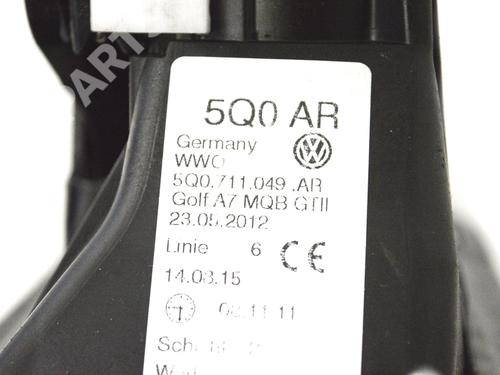 5Q0 AR
Germany
WWO
5Q0.711.049 .AR
Golf A7 MQB GTII
23.05.2012
Linie 6 CE
14.08.15